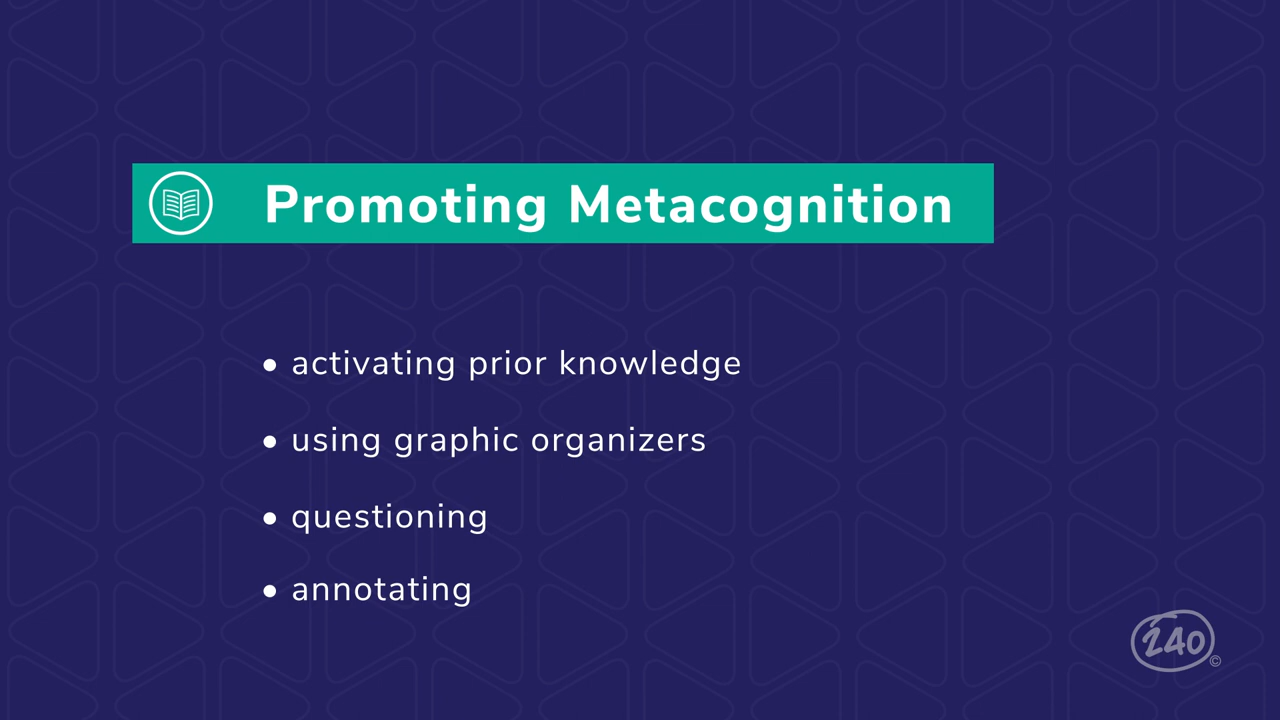 Promoting Metacognition
• activating prior knowledge
• using graphic organizers
• questioning
• annotating
240
©